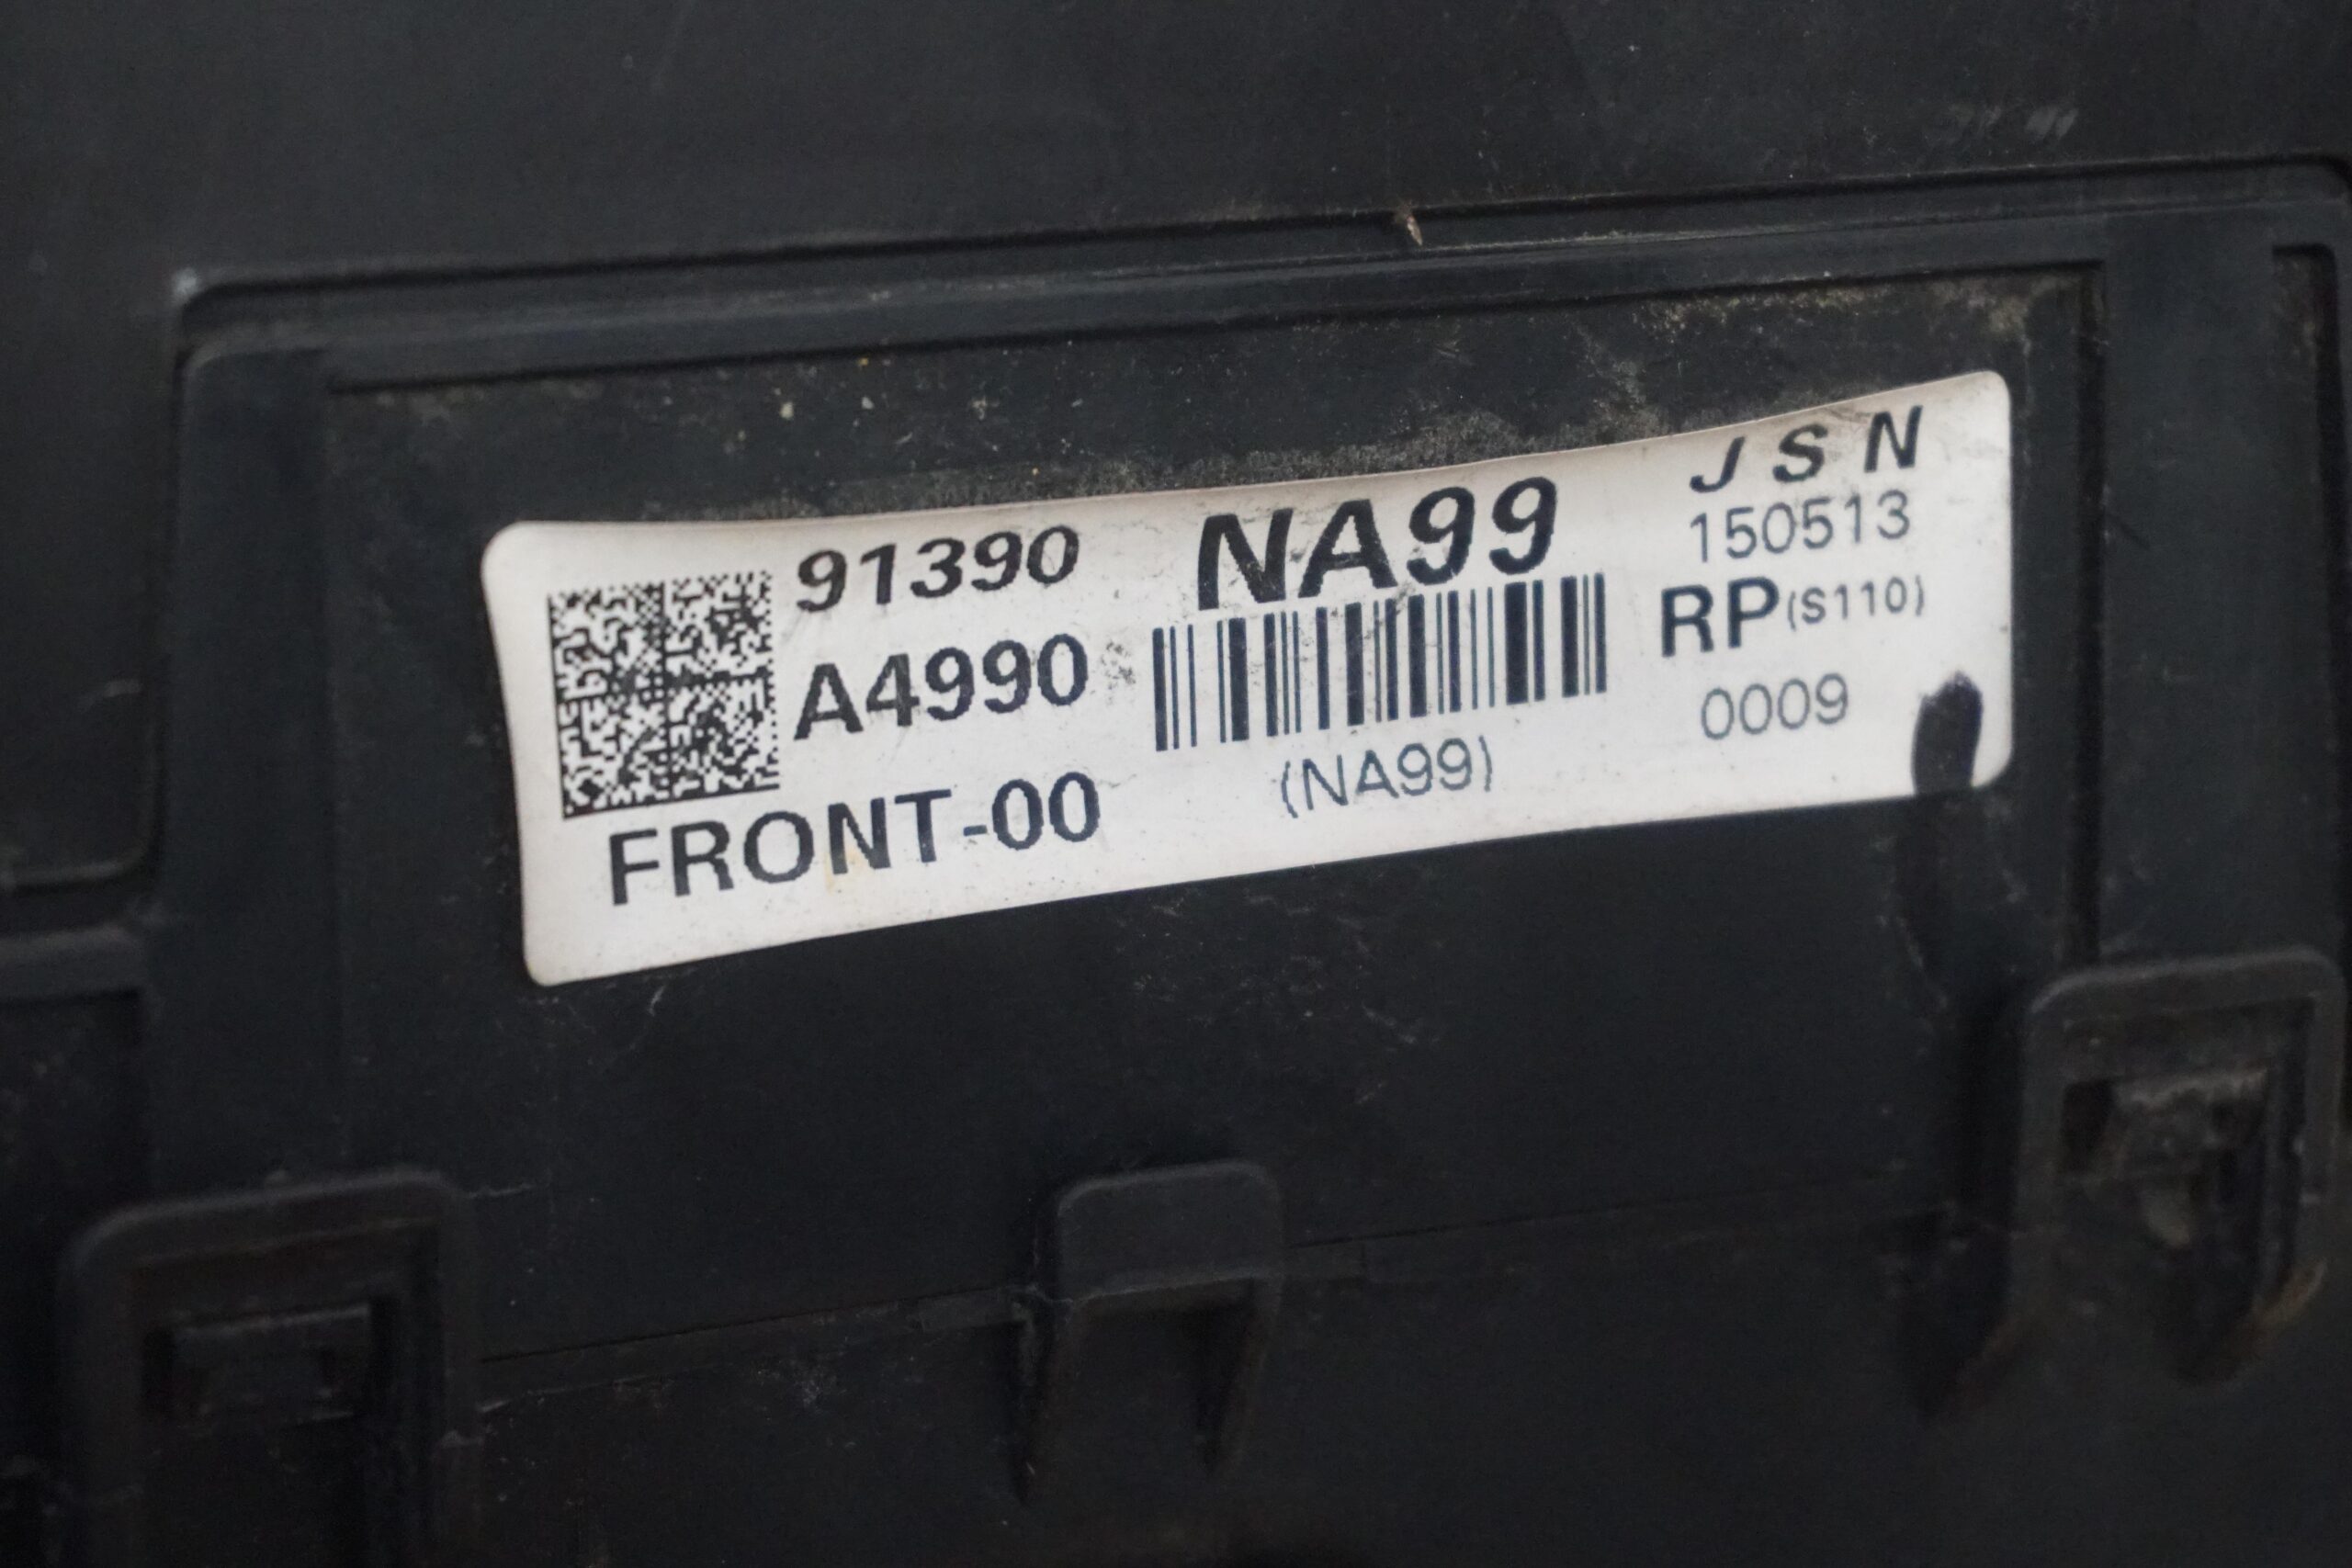 91390
A4990
FRONT-00
NA99
(NA99)
JSN
150513
RP(S110)
0009